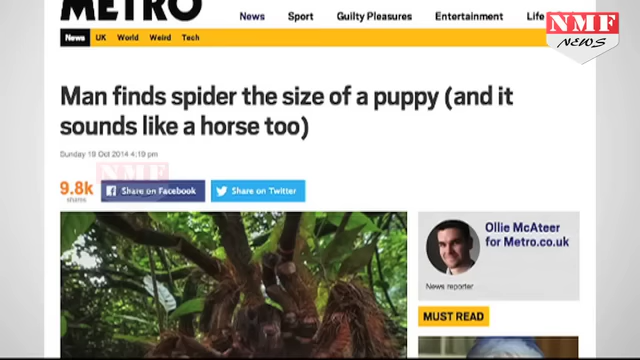 METRO
News Sport Guilty Pleasures Entertainment Life
NMF
NEWS
News UK World Weird Tech
Man finds spider the size of a puppy (and it
sounds like a horse too)
Sunday 19 Oct 2014 4:19 pm
NMF
9.8k
shares
Share on Facebook
Share on Twitter
Ollie McAteer
for Metro.co.uk
News reporter
MUST READ